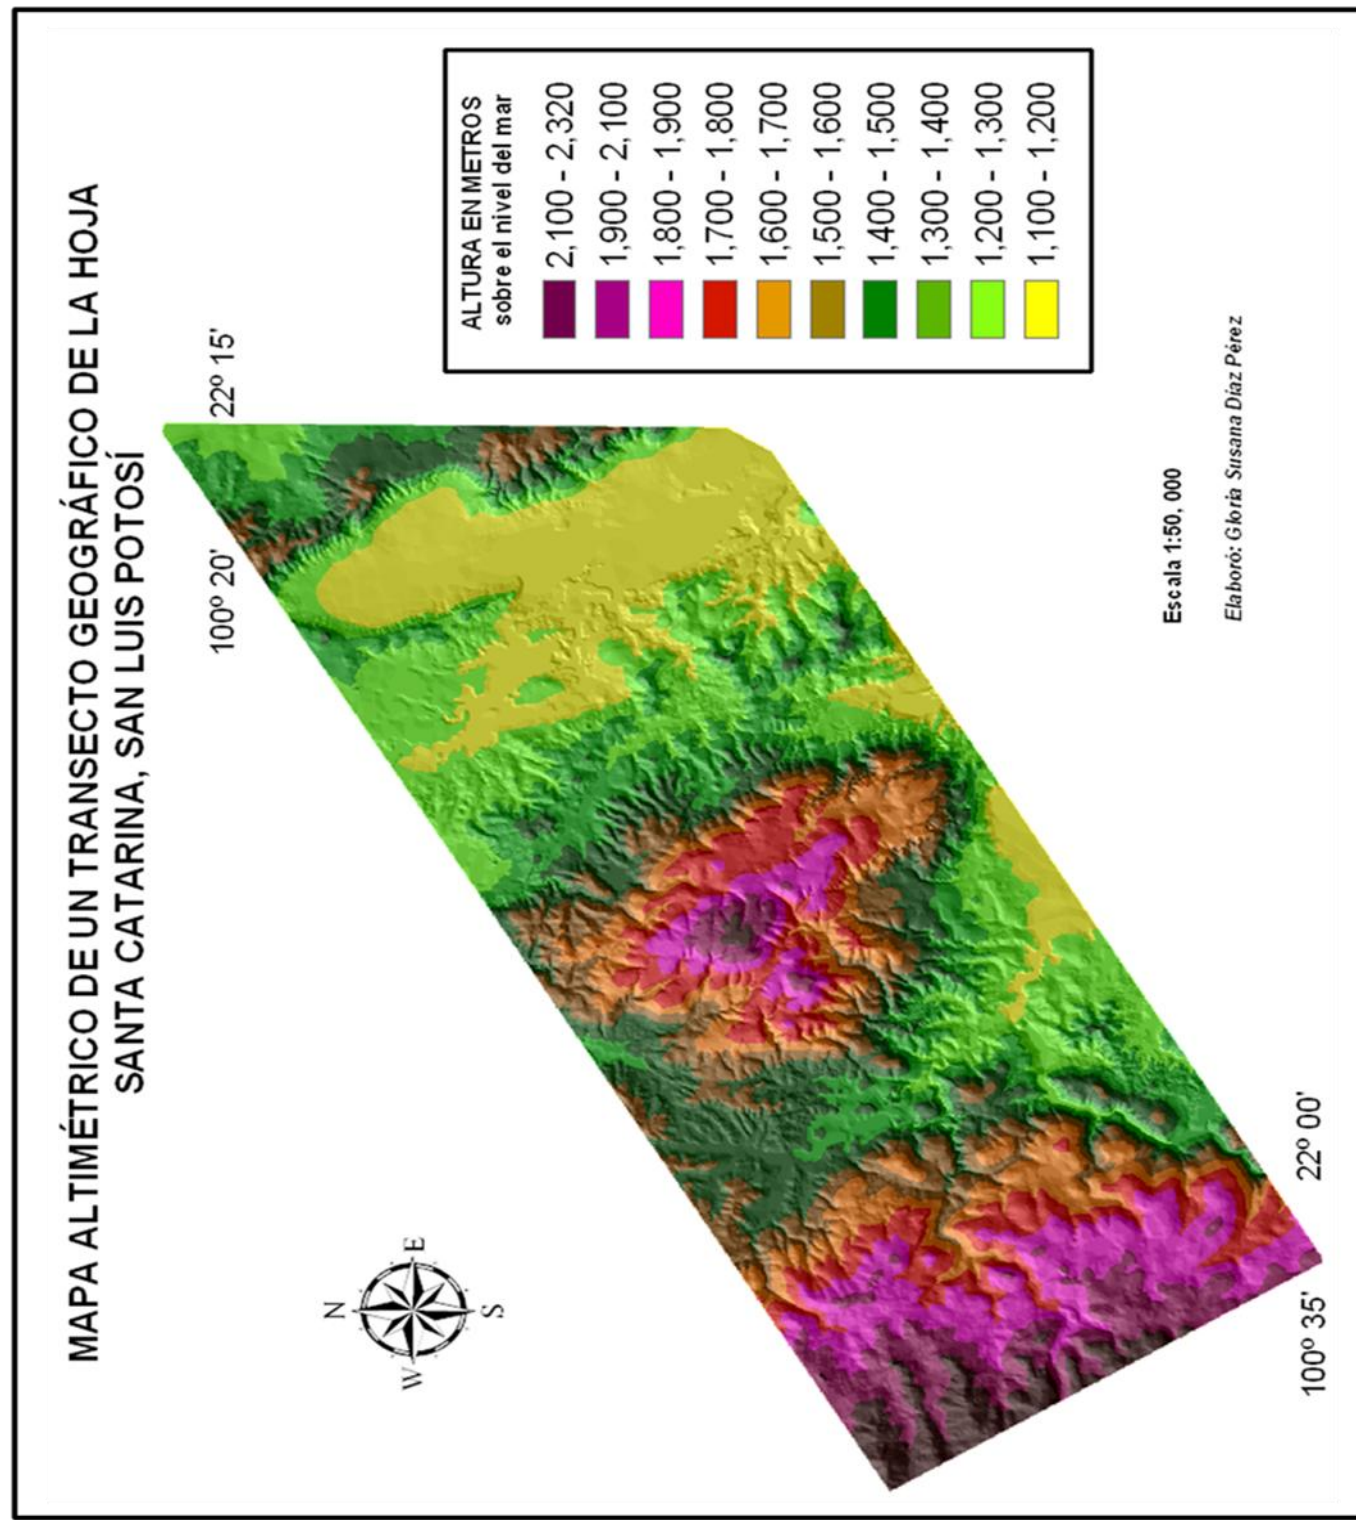 MAPA ALTIMÉTRICO DE UN TRANSECTO GEOGRÁFICO DE LA HOJA
SANTA CATARINA, SAN LUIS POTOSÍ
100º 20'
22º 15'
N
W
E
S
ALTURA EN METROS
sobre el nivel del mar
2,100 - 2,320
1,900 - 2,100
1,800 - 1,900
1,700 - 1,800
1,600 - 1,700
1,500 - 1,600
1,400 - 1,500
1,300 - 1,400
1,200 - 1,300
1,100 - 1,200
Escala 1:50, 000
Elaboró: Gloria Susana Díaz Pérez
100º 35'
22º 00'